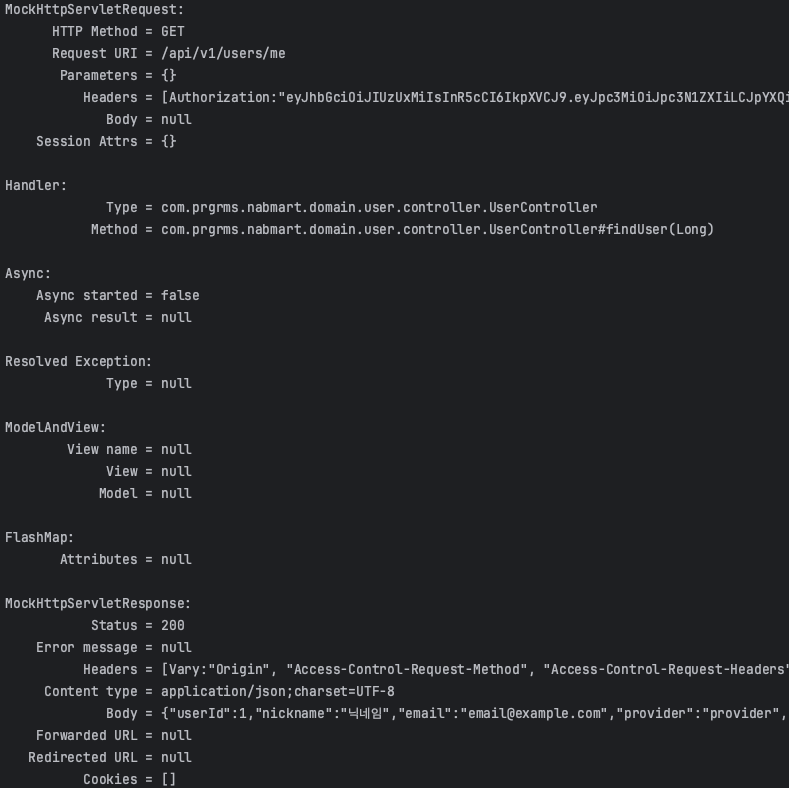 MockHttpServletRequest:
HTTP Method = GET
Request URI = /api/v1/users/me
Parameters = {}
Headers = [Authorization:"eyJhbGciOiJIUzUxMiIsInR5cCI6IkpXVCJ9.eyJpc3MiOiJpc3N1ZXIiLCJpYXQi
Body = null
Session Attrs = {}
Handler:
Type = com.prgrms.nabmart.domain.user.controller.UserController
Method = com.prgrms.nabmart.domain.user.controller.UserController#findUser(Long)
Async:
Async started = false
Async result = null
Resolved Exception:
Type = null
ModelAndView:
View name = null
View = null
Model = null
FlashMap:
Attributes = null
MockHttpServletResponse:
Status = 200
Error message = null
Headers = [Vary:"Origin", "Access-Control-Request-Method", "Access-Control-Request-Headers"
Content type = application/json;charset=UTF-8
Body = {"userId":1,"nickname":"닉네임","email":"email@example.com","provider":"provider",
Forwarded URL = null
Redirected URL = null
Cookies = []